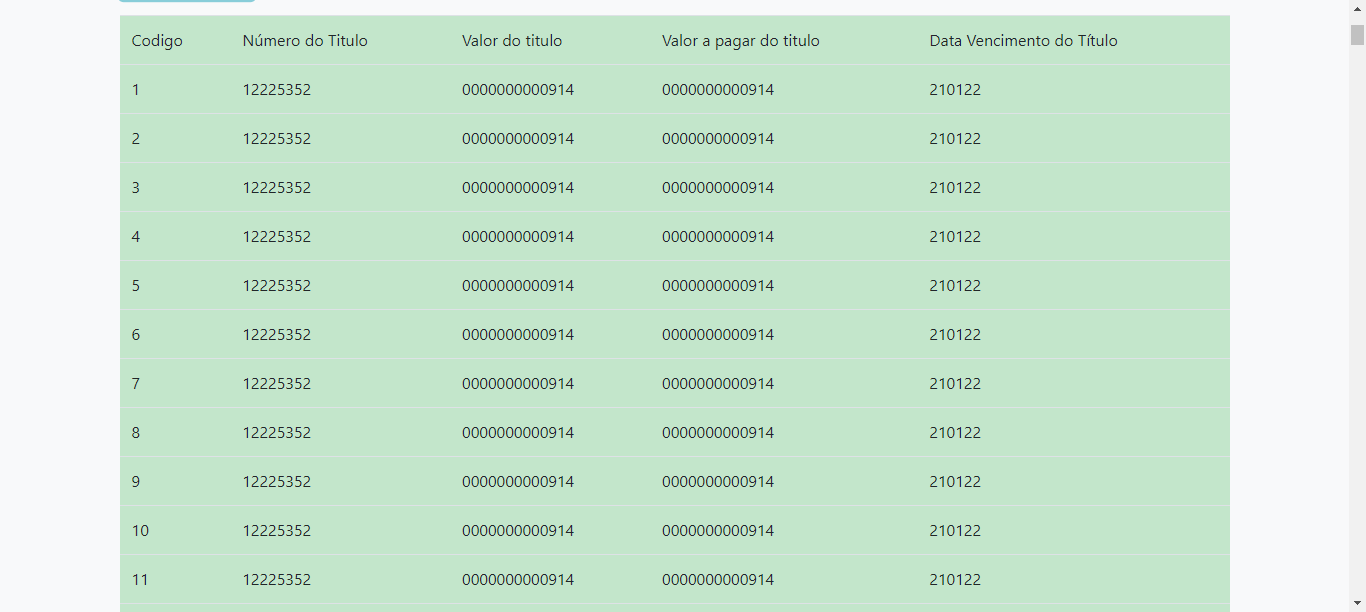 Codigo Número do Titulo Valor do titulo Valor a pagar do titulo Data Vencimento do Título
1 12225352 0000000000914 0000000000914 210122
2 12225352 0000000000914 0000000000914 210122
3 12225352 0000000000914 0000000000914 210122
4 12225352 0000000000914 0000000000914 210122
5 12225352 0000000000914 0000000000914 210122
6 12225352 0000000000914 0000000000914 210122
7 12225352 0000000000914 0000000000914 210122
8 12225352 0000000000914 0000000000914 210122
9 12225352 0000000000914 0000000000914 210122
10 12225352 0000000000914 0000000000914 210122
11 12225352 0000000000914 0000000000914 210122